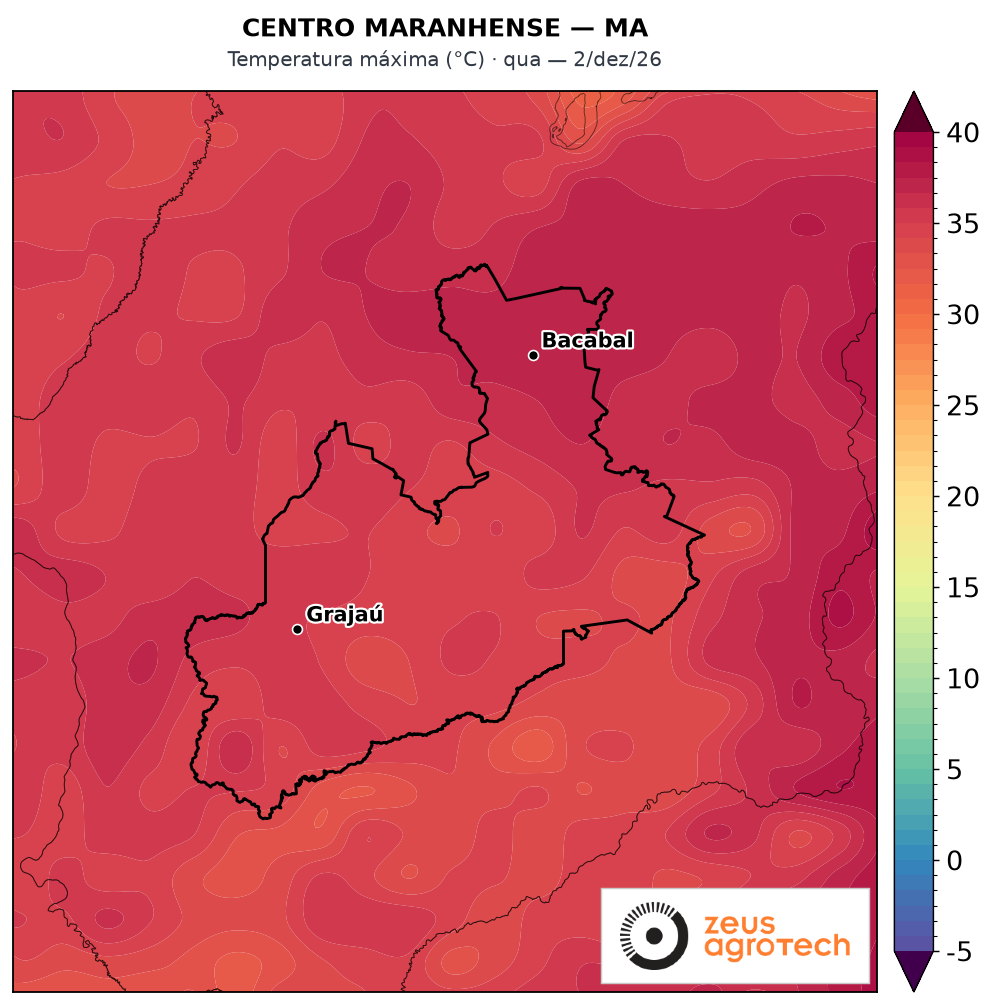 CENTRO MARANHENSE — MA
Temperatura máxima (°C) · qua — 2/dez/26
Bacabal
Grajaú
40
35
30
25
20
15
10
5
0
-5
zeus
agrotech